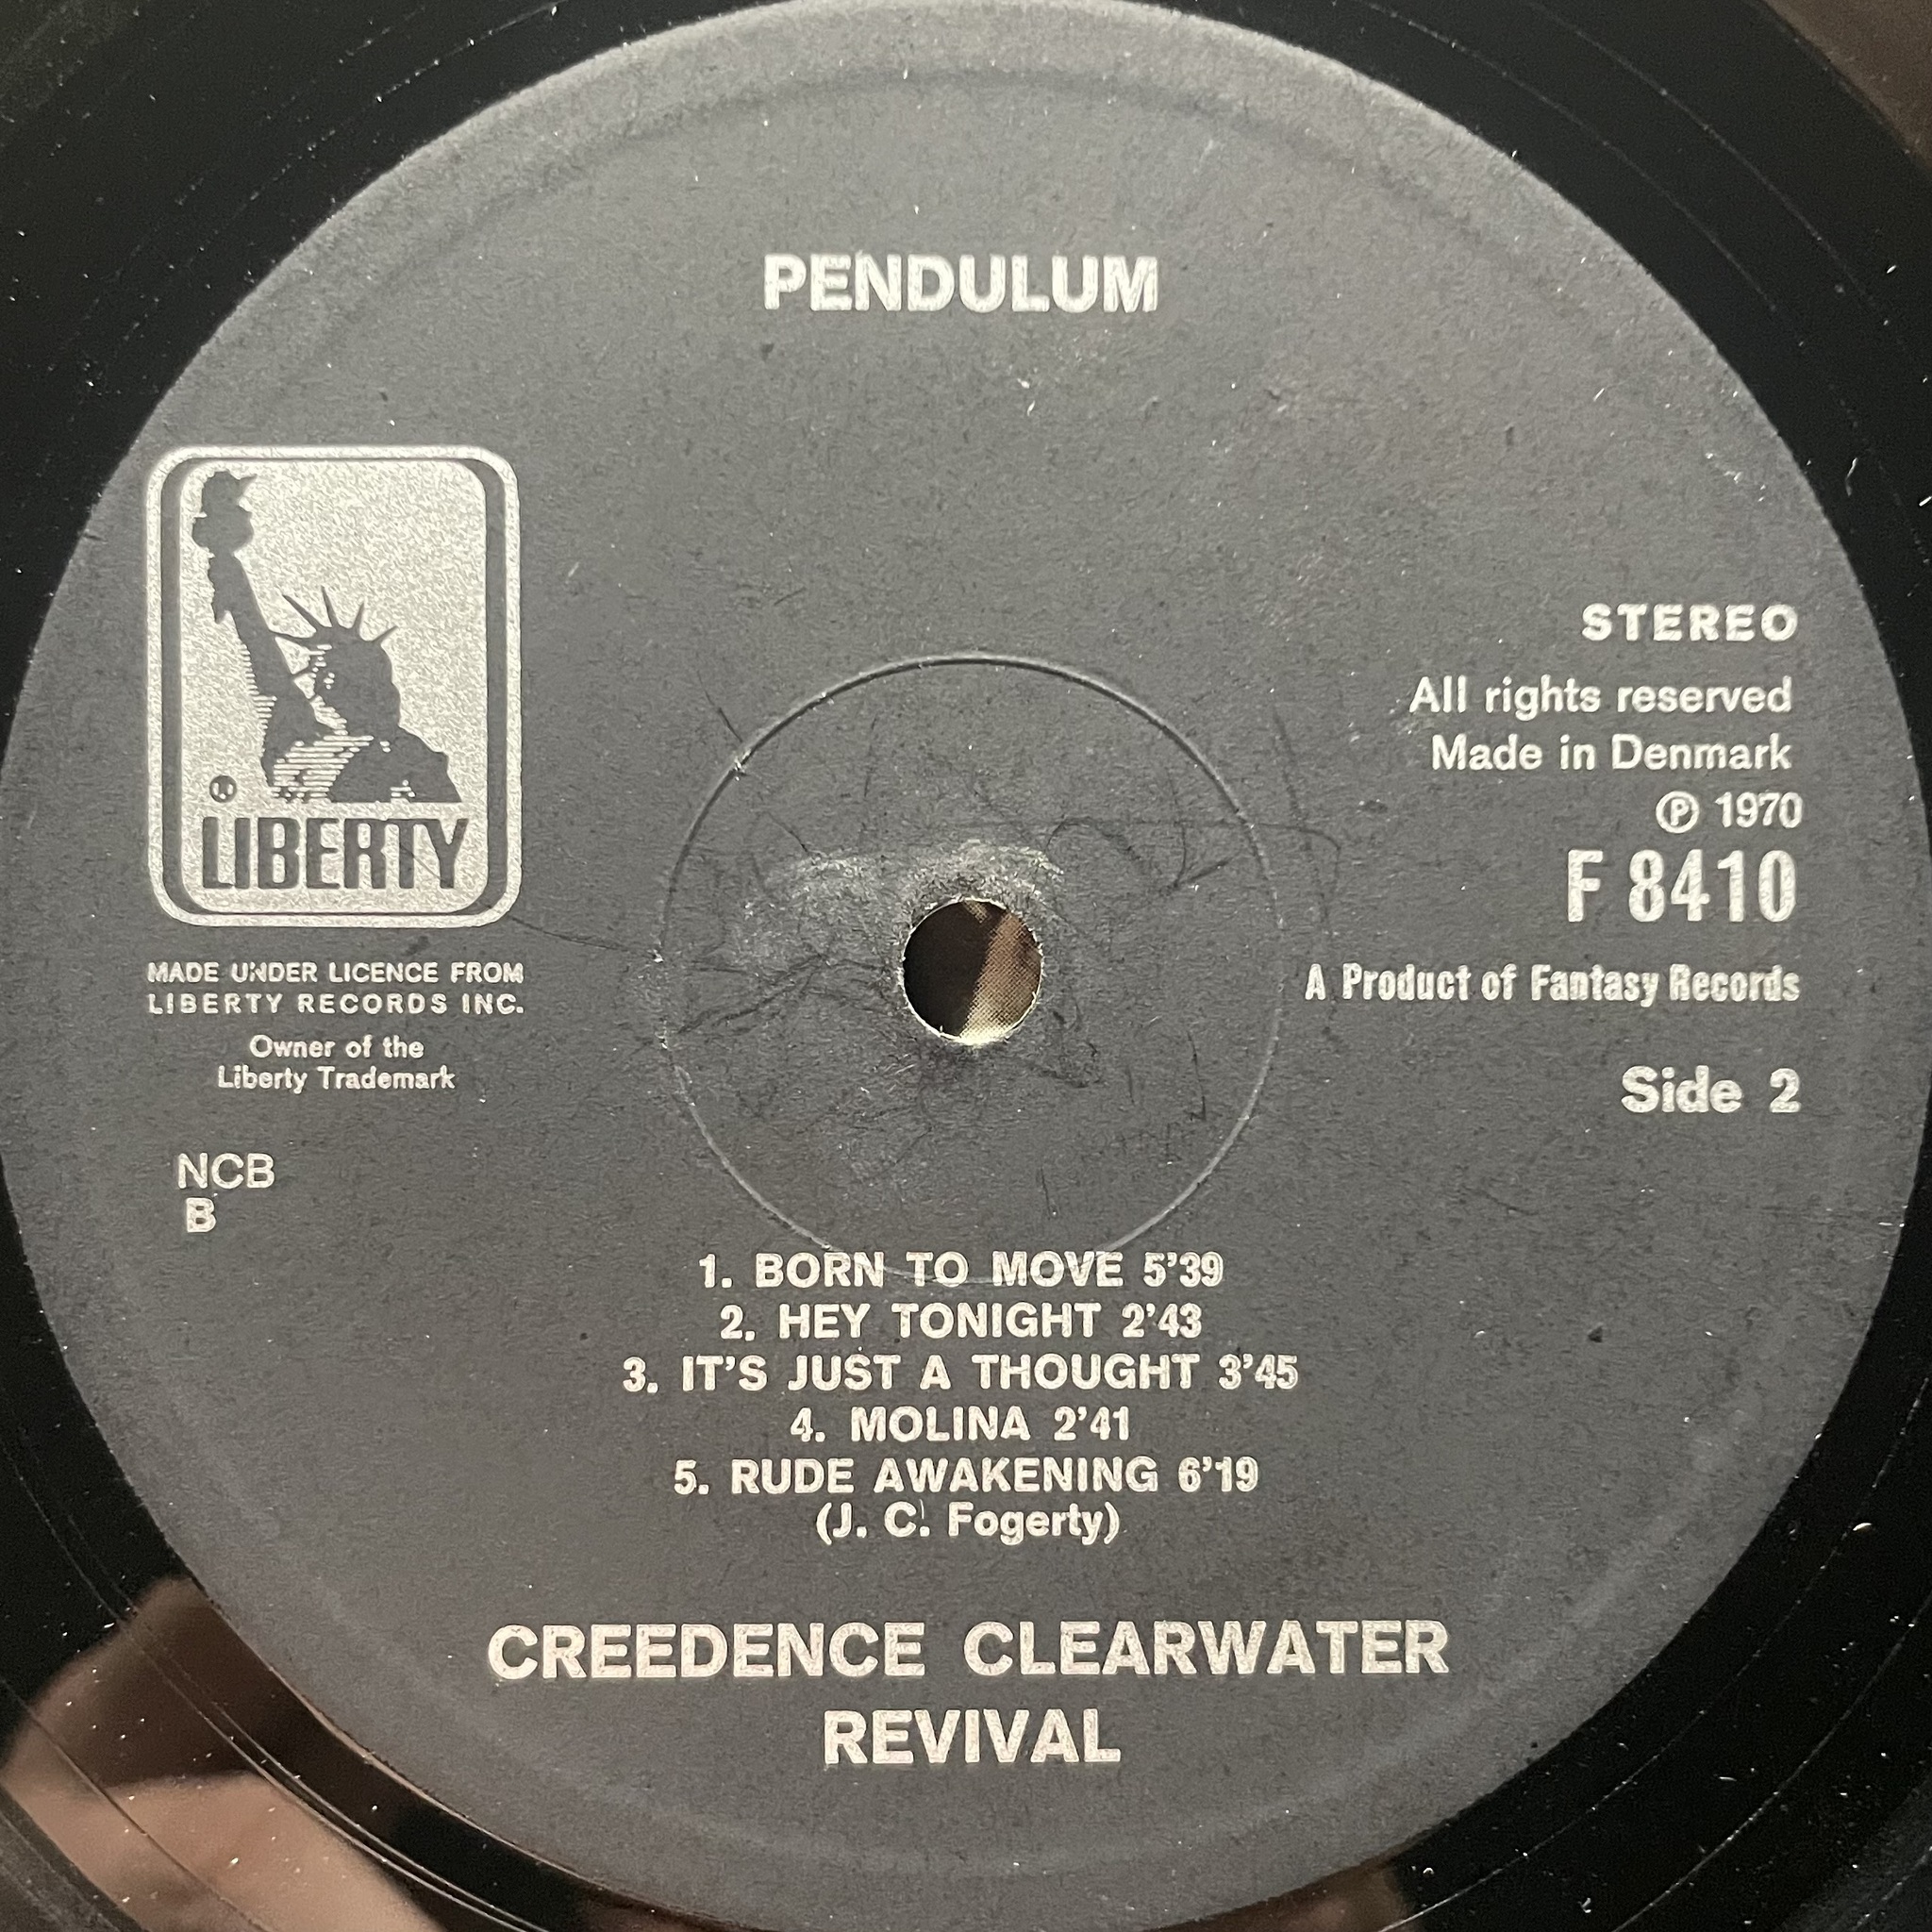 PENDULUM
LIBERTY
MADE UNDER LICENCE FROM
LIBERTY RECORDS INC.
Owner of the
Liberty Trademark
NCB
B
STEREO
All rights reserved
Made in Denmark
℗ 1970
F 8410
A Product of Fantasy Records
Side 2
1. BORN TO MOVE 5'39
2. HEY TONIGHT 2'43
3. IT'S JUST A THOUGHT 3'45
4. MOLINA 2'41
5. RUDE AWAKENING 6'19
(J. C. Fogerty)
CREEDENCE CLEARWATER
REVIVAL